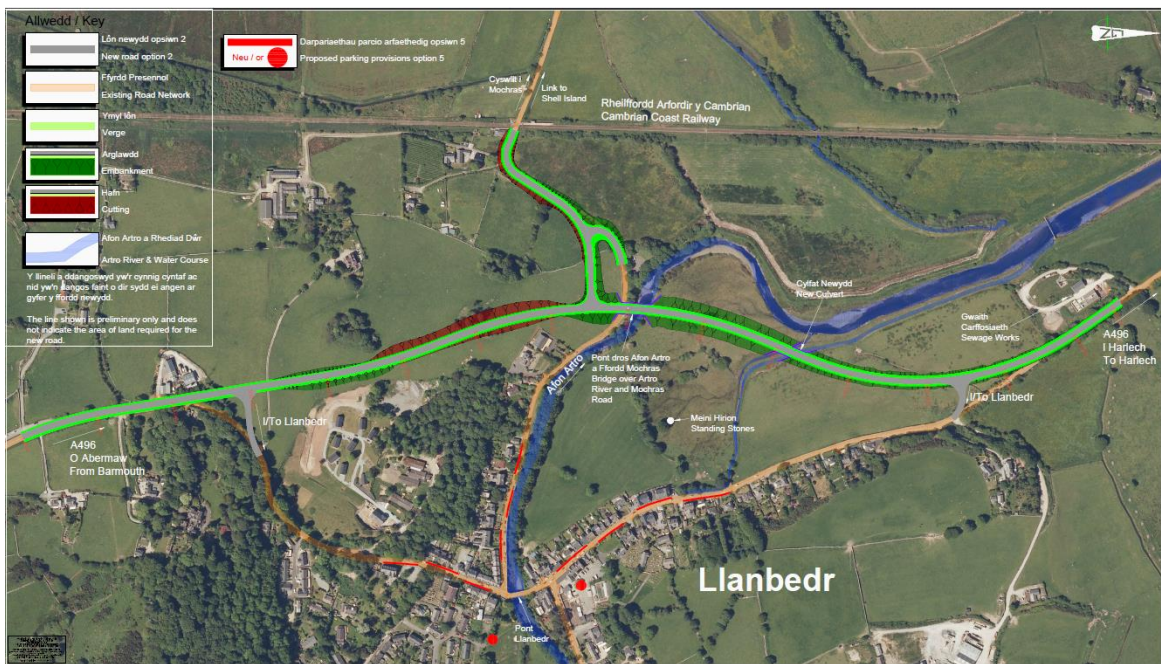 Allwedd / Key
Lôn newydd opsiwn 2
New road option 2
Ffyrdd Presennol
Existing Road Network
Ymyl lôn
Verge
Arglawdd
Embankment
Hafn
Cutting
Afon Artro a Rhediad Dŵr
Artro River & Water Course
Y llineli a ddangoswyd yw'r cynnig cyntaf ac
nid yw'n dangos faint o dir sydd ei angen ar
gyfer y ffordd newydd.
The line shown is preliminary only and does
not indicate the area of land required for the
new road.
Darpariaethau parcio arfaethedig opsiwn 5
Neu / or
Proposed parking provisions option 5
Cyswllt i
Mochras
Link to
Shell Island
Rheilffordd Arfordir y Cambrian
Cambrian Coast Railway
Cylfat Newydd
New Culvert
Gwaith
Carffosiaeth
Sewage Works
A496
I Harlech
To Harlech
Afon Artro
Pont dros Afon Artro
a Ffordd Mochras
Bridge over Artro
River and Mochras
Road
Meini Hirion
Standing Stones
I/To Llanbedr
I/To Llanbedr
A496
O Abermaw
From Barmouth
Llanbedr
Pont
Llanbedr